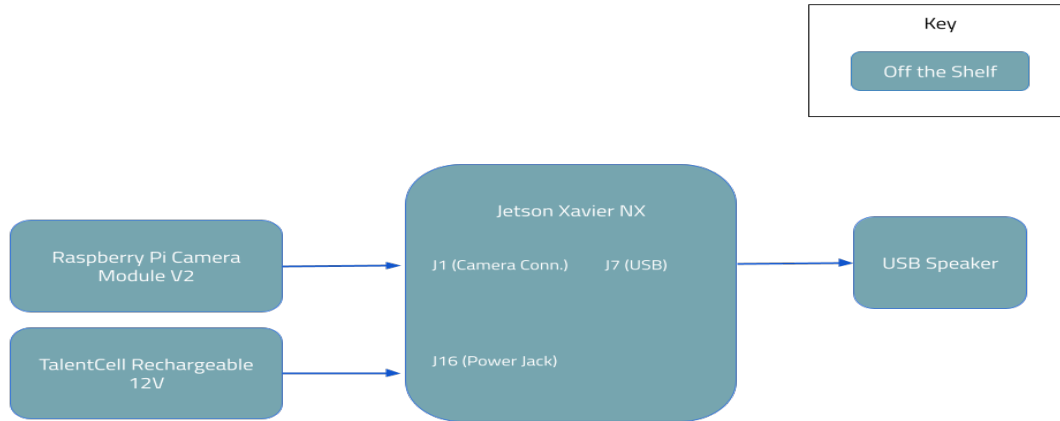 Key
Off the Shelf
Jetson Xavier NX
Raspberry Pi Camera
Module V2
J1 (Camera Conn.)
J7 (USB)
USB Speaker
TalentCell Rechargeable
12V
J16 (Power Jack)